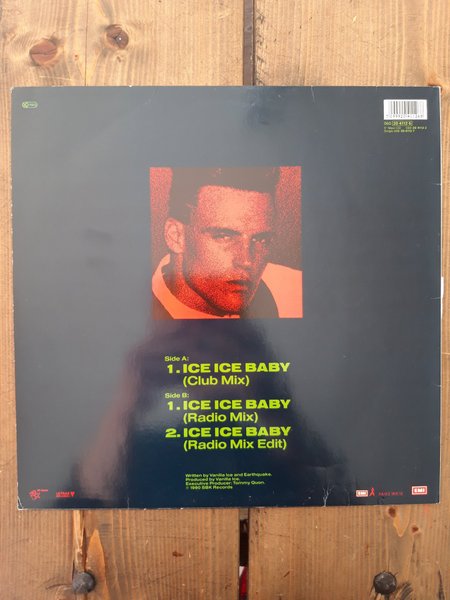 Side A:
1. ICE ICE BABY
(Club Mix)
Side B:
1. ICE ICE BABY
(Radio Mix)
2. ICE ICE BABY
(Radio Mix Edit)
Written by Vanilla Ice and Earthquake.
Produced by Vanilla Ice.
Executive Producer: Tommy Quon.
℗ 1990 SBK Records
EMI
EMI